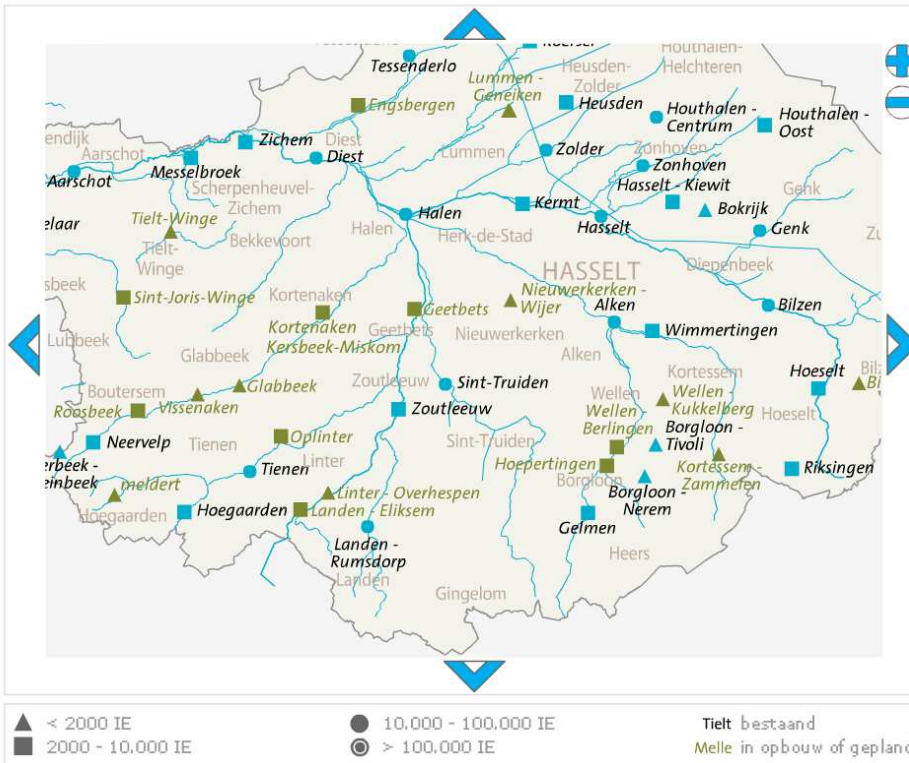 Tessenderlo
Lummen -
Geneiken
Heusden-
Zolder
Houthalen-
Helchteren
Engsbergen
Heusden
Houthalen -
Centrum
Houthalen -
Oost
Zichem
Diest
Diest
Aarschot
Messelbroek
Lummen
Zolder
Zonhoven
Zonhoven
Aarschot
Scherpenheuvel-
Zichem
Hasselt - Kiewit
Genk
Tielt-Winge
Halen
Halen
Kermt
Hasselt
Bokrijk
Genk
elaar
Tielt-
Winge
Bekkevoort
Herk-de-Stad
Diepenbeek
HASSELT
Sint-Joris-Winge
Kortenaken
Kortenaken
Kersbeek-Miskom
Geetbets
Geetbets
Nieuwerkerken -
Wijer
Nieuwerkerken
Alken
Alken
Bilzen
Wimmertingen
Lubbeek
Glabbeek
Glabbeek
Boutersem
Roosbeek
Vissenaken
Zoutleeuw
Zoutleeuw
Sint-Truiden
Sint-Truiden
Wellen
Wellen
Berlingen
Kortessem
Wellen -
Kukkelberg
Hoeselt
Hoeselt
Neervelp
Tienen
Tienen
Oplinter
Linter
Hoepertingen
Borgloon -
Tivoli
Borgloon
Borgloon -
Nerem
Kortessem -
Zammelen
Riksingen
meldert
Hoegaarden
Hoegaarden
Linter - Overhespen
Landen - Eliksem
Landen -
Rumsdorp
Landen
Gelmen
Heers
Gingelom
< 2000 IE
10.000 - 100.000 IE
Tielt bestaand
2000 - 10.000 IE
> 100.000 IE
Melle in opbouw of gepland